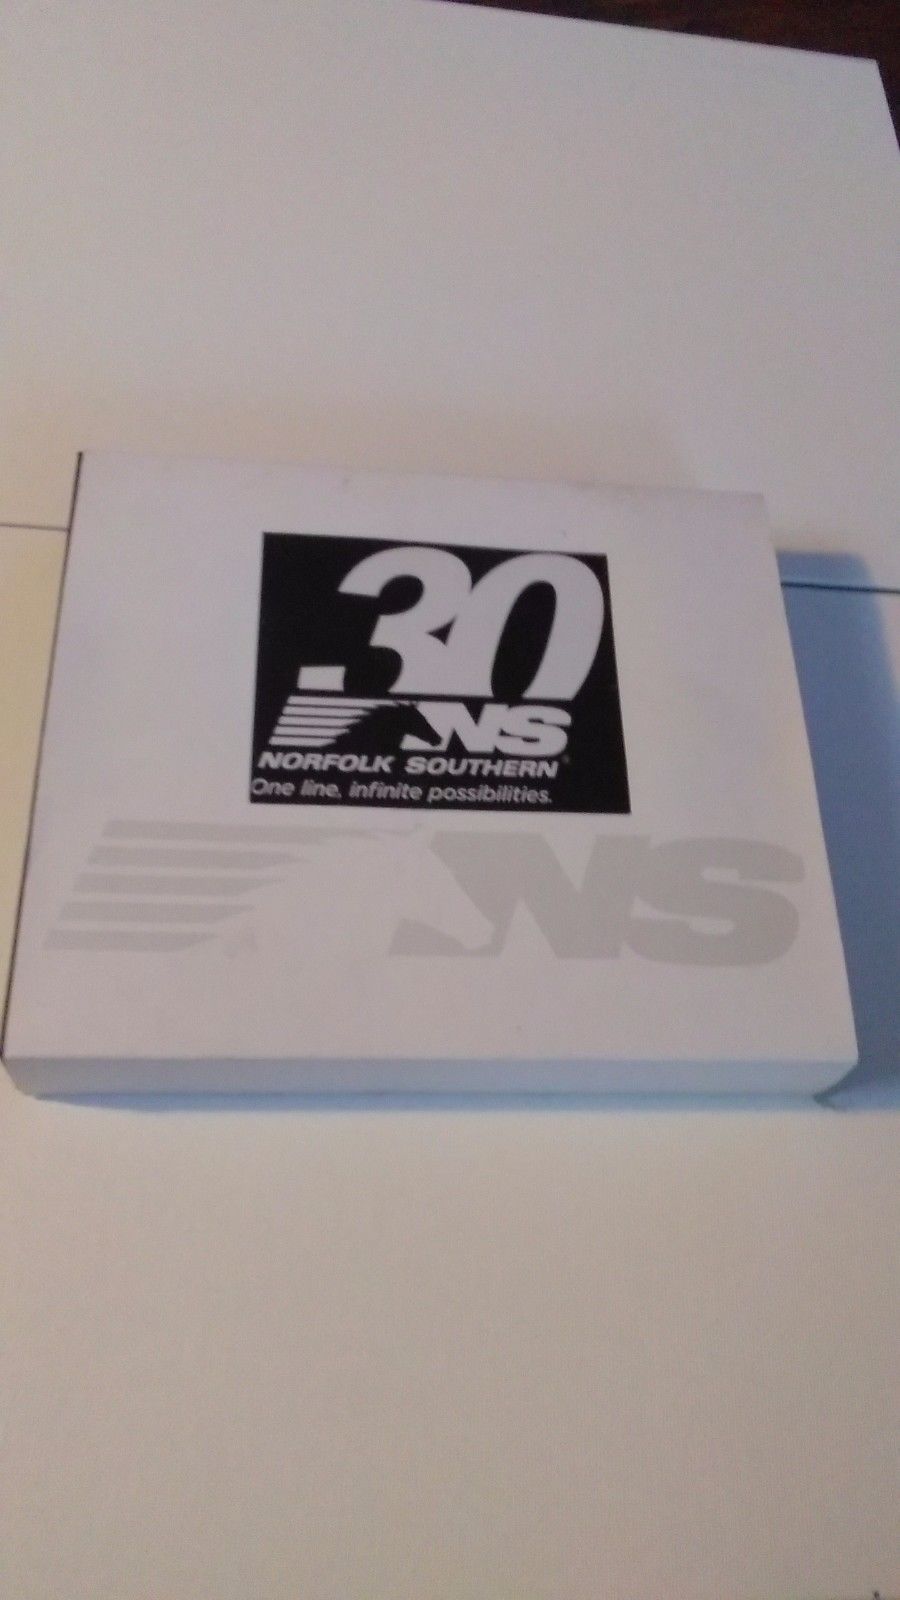 30
NS
NORFOLK SOUTHERN®
One line, infinite possibilities.
NS